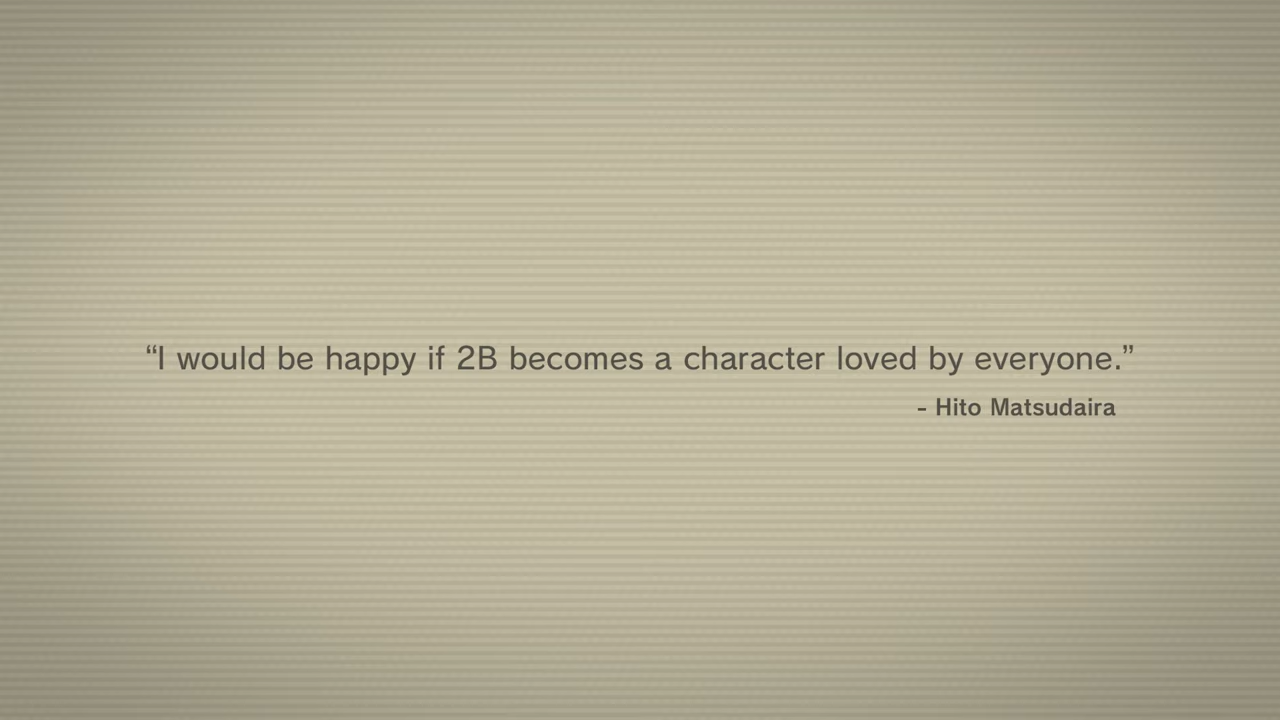 “I would be happy if 2B becomes a character loved by everyone.”
- Hito Matsudaira